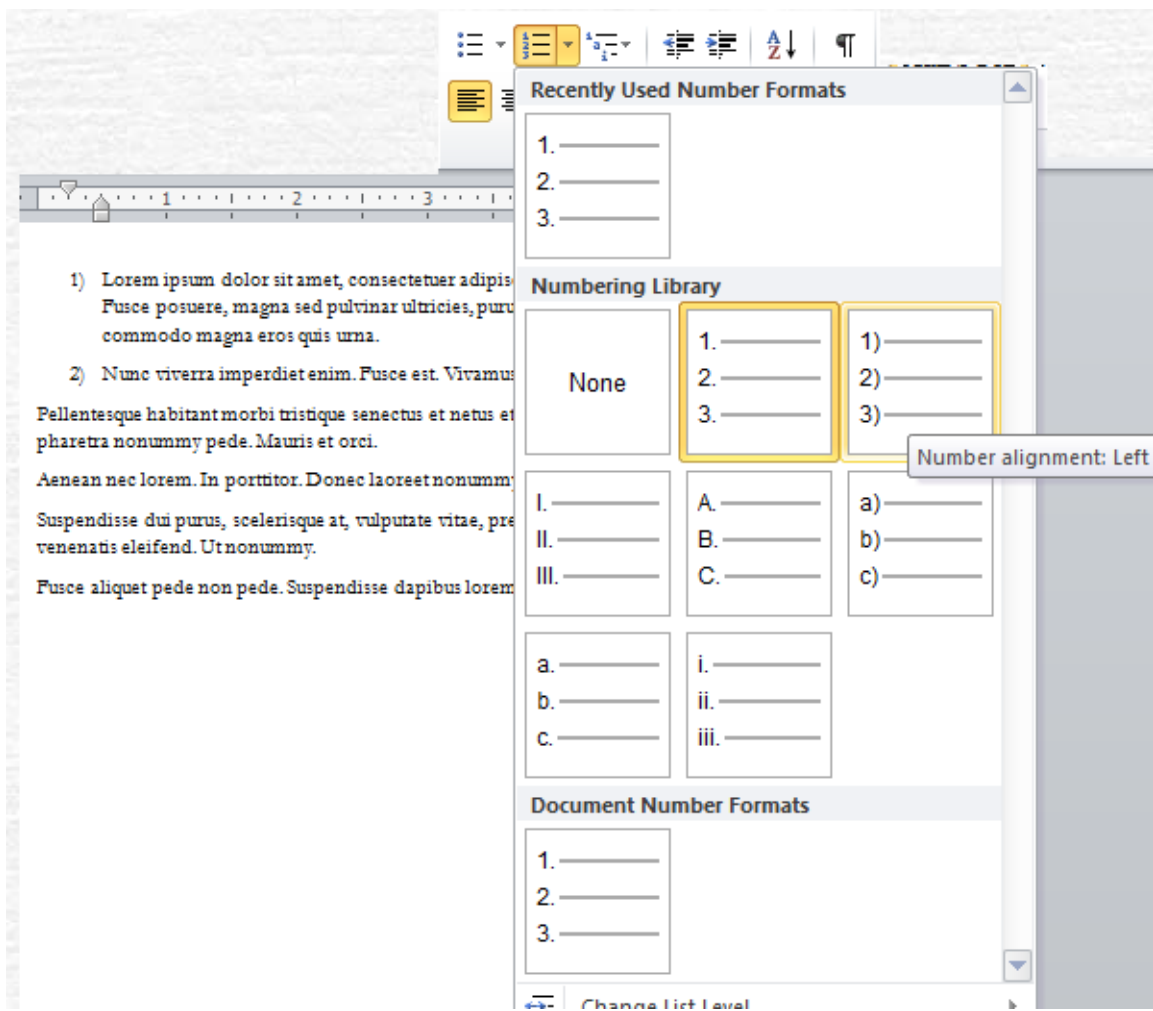 Recently Used Number Formats
1.
2.
3.
1 2 3
1) Lorem ipsum dolor sit amet, consectetuer adipis
Fusce posuere, magna sed pulvinar ultricies, puru
commodo magna eros quis urna.
2) Nunc viverra imperdiet enim. Fusce est. Vivamus
Pellentesque habitant morbi tristique senectus et netus et
pharetra nonummy pede. Mauris et orci.
Aenean nec lorem. In porttitor. Donec laoreet nonumm
Suspendisse dui purus, scelerisque at, vulputate vitae, pre
venenatis eleifend. Ut nonummy.
Fusce aliquet pede non pede. Suspendisse dapibus lorem
Numbering Library
None
1.
2.
3.
1)
2)
3)
Number alignment: Left
I.
II.
III.
A.
B.
C.
a)
b)
c)
a.
b.
c.
i.
ii.
iii.
Document Number Formats
1.
2.
3.
Change List Level